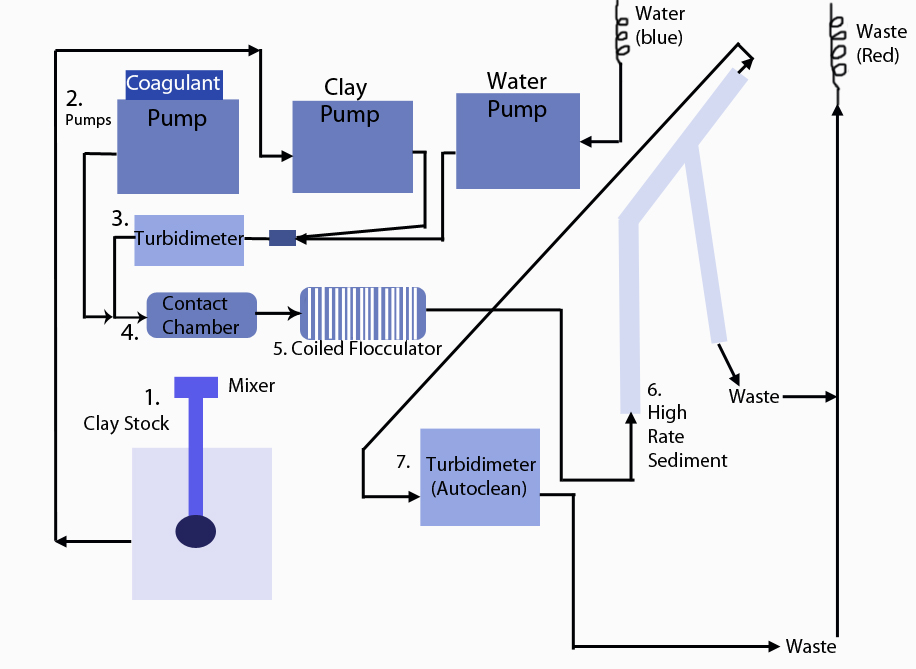 Water
(blue)
Waste
(Red)
2.
Pumps
Coagulant
Pump
Clay
Pump
Water
Pump
3.
Turbidimeter
4.
Contact
Chamber
5. Coiled Flocculator
1.
Mixer
Clay Stock
6.
High
Rate
Sediment
Waste
7.
Turbidimeter
(Autoclean)
Waste